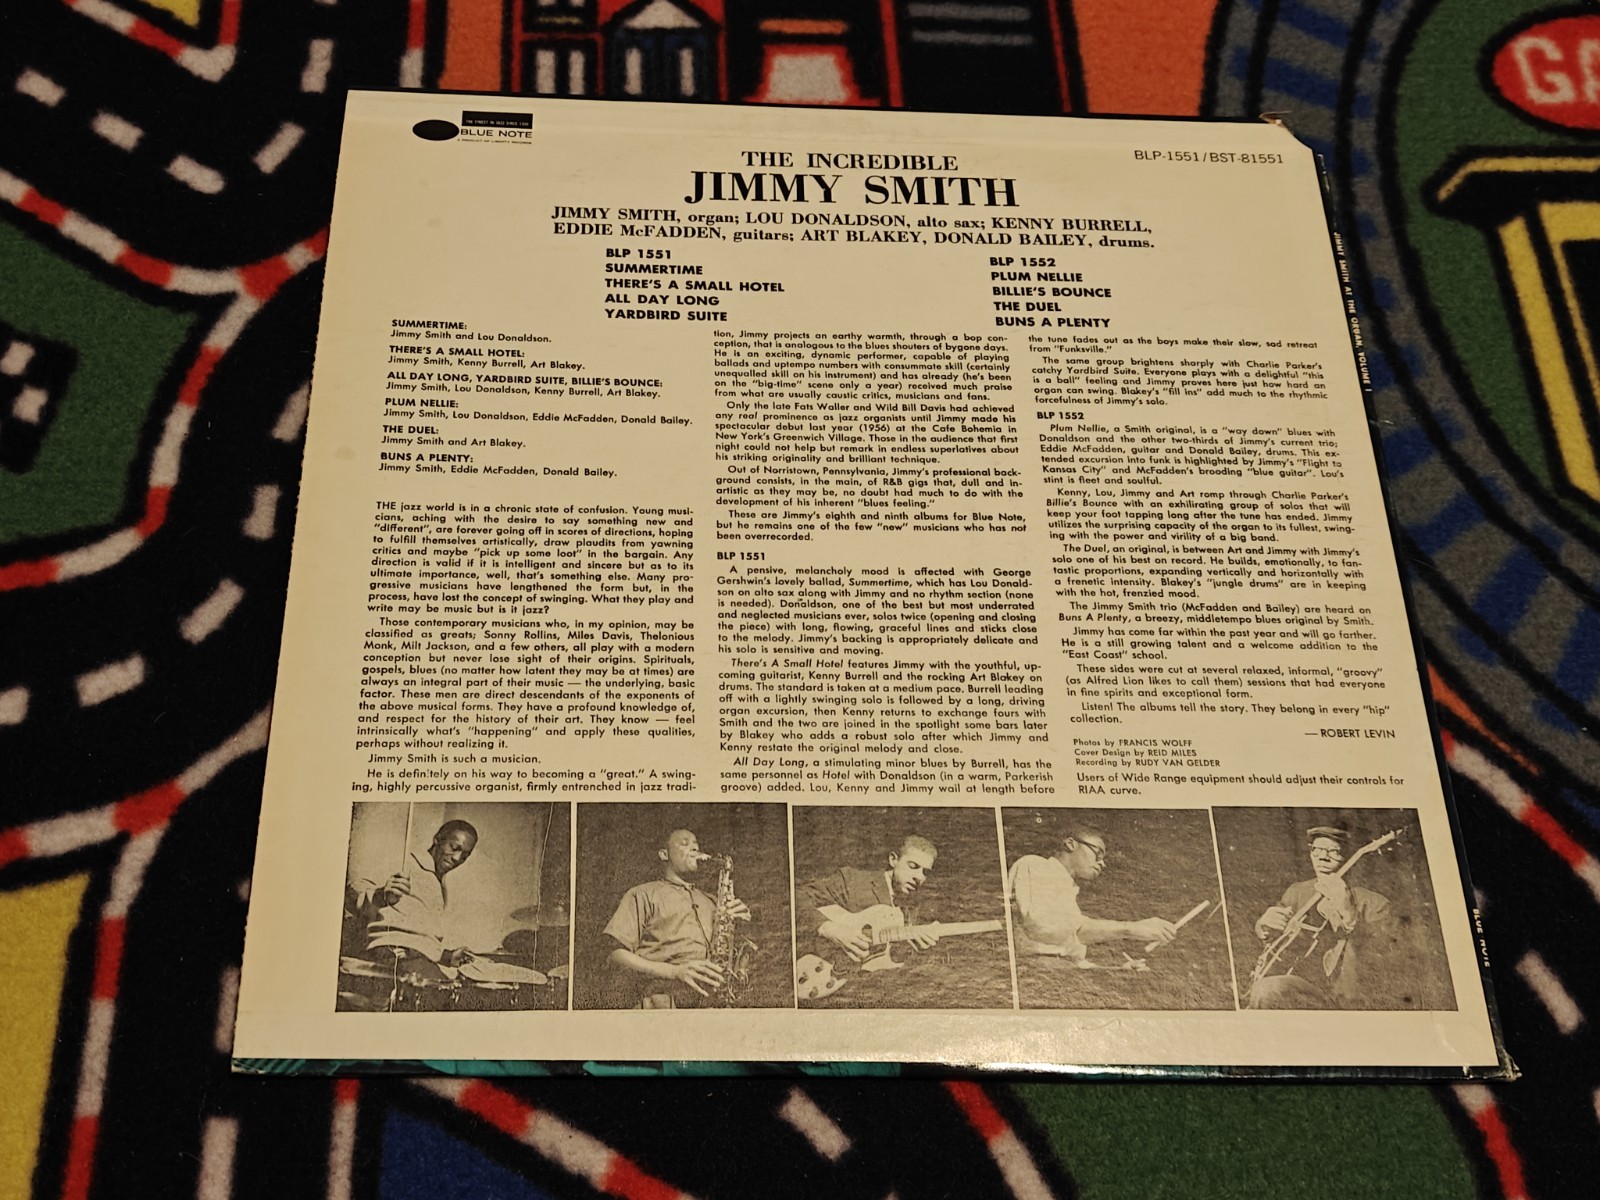 THE FINEST IN JAZZ SINCE 1939
BLUE NOTE
A PRODUCT OF LIBERTY RECORDS
BLP-1551/BST-81551
THE INCREDIBLE
JIMMY SMITH
JIMMY SMITH, organ; LOU DONALDSON, alto sax; KENNY BURRELL,
EDDIE McFADDEN, guitars; ART BLAKEY, DONALD BAILEY, drums.
BLP 1551
SUMMERTIME
THERE'S A SMALL HOTEL
ALL DAY LONG
YARDBIRD SUITE
BLP 1552
PLUM NELLIE
BILLIE'S BOUNCE
THE DUEL
BUNS A PLENTY
SUMMERTIME:
Jimmy Smith and Lou Donaldson.
THERE'S A SMALL HOTEL:
Jimmy Smith, Kenny Burrell, Art Blakey.
ALL DAY LONG, YARDBIRD SUITE, BILLIE'S BOUNCE:
Jimmy Smith, Lou Donaldson, Kenny Burrell, Art Blakey.
PLUM NELLIE:
Jimmy Smith, Lou Donaldson, Eddie McFadden, Donald Bailey.
THE DUEL:
Jimmy Smith and Art Blakey.
BUNS A PLENTY:
Jimmy Smith, Eddie McFadden, Donald Bailey.
THE jazz world is in a chronic state of confusion. Young musi-
cians, aching with the desire to say something new and
"different", are forever going off in scores of directions, hoping
to fulfill themselves artistically, draw plaudits from yawning
critics and maybe "pick up some loot" in the bargain. Any
direction is valid if it is intelligent and sincere but as to its
ultimate importance, well, that's something else. Many pro-
gressive musicians have lengthened the form but, in the
process, have lost the concept of swinging. What they play and
write may be music but is it jazz?
Those contemporary musicians who, in my opinion, may be
classified as greats; Sonny Rollins, Miles Davis, Thelonious
Monk, Milt Jackson, and a few others, all play with a modern
conception but never lose sight of their origins. Spirituals,
gospels, blues (no matter how latent they may be at times) are
always an integral part of their music — the underlying, basic
factor. These men are direct descendants of the exponents of
the above musical forms. They have a profound knowledge of,
and respect for the history of their art. They know — feel
intrinsically what's "happening" and apply these qualities,
perhaps without realizing it.
Jimmy Smith is such a musician.
He is definitely on his way to becoming a "great." A swing-
ing, highly percussive organist, firmly entrenched in jazz tradi-
tion, Jimmy projects an earthy warmth, through a bop con-
ception, that is analogous to the blues shouters of bygone days.
He is an exciting, dynamic performer, capable of playing
ballads and uptempo numbers with consummate skill (certainly
unequalled skill on his instrument) and has already (he's been
on the "big-time" scene only a year) received much praise
from what are usually caustic critics, musicians and fans.
Only the late Fats Waller and Wild Bill Davis had achieved
any real prominence as jazz organists until Jimmy made his
spectacular debut last year (1956) at the Cafe Bohemia in
New York's Greenwich Village. Those in the audience that first
night could not help but remark in endless superlatives about
his striking originality and brilliant technique.
Out of Norristown, Pennsylvania, Jimmy's professional back-
ground consists, in the main, of R&B gigs that, dull and in-
artistic as they may be, no doubt had much to do with the
development of his inherent "blues feeling."
These are Jimmy's eighth and ninth albums for Blue Note,
but he remains one of the few "new" musicians who has not
been overrecorded.
BLP 1551
A pensive, melancholy mood is affected with George
Gershwin's lovely ballad, Summertime, which has Lou Donald-
son on alto sax along with Jimmy and no rhythm section (none
is needed). Donaldson, one of the best but most underrated
and neglected musicians ever, solos twice (opening and closing
the piece) with long, flowing, graceful lines and sticks close
to the melody. Jimmy's backing is appropriately delicate and
his solo is sensitive and moving.
There's A Small Hotel features Jimmy with the youthful, up-
coming guitarist, Kenny Burrell and the rocking Art Blakey on
drums. The standard is taken at a medium pace. Burrell leading
off with a lightly swinging solo is followed by a long, driving
organ excursion, then Kenny returns to exchange fours with
Smith and the two are joined in the spotlight some bars later
by Blakey who adds a robust solo after which Jimmy and
Kenny restate the original melody and close.
All Day Long, a stimulating minor blues by Burrell, has the
same personnel as Hotel with Donaldson (in a warm, Parkerish
groove) added. Lou, Kenny and Jimmy wail at length before
the tune fades out as the boys make their slow, sad retreat
from "Funksville."
The same group brightens sharply with Charlie Parker's
catchy Yardbird Suite. Everyone plays with a delightful "this
is a ball" feeling and Jimmy proves here just how hard an
organ can swing. Blakey's "fill ins" add much to the rhythmic
forcefulness of Jimmy's solo.
BLP 1552
Plum Nellie, a Smith original, is a "way down" blues with
Donaldson and the other two-thirds of Jimmy's current trio;
Eddie McFadden, guitar and Donald Bailey, drums. This ex-
tended excursion into funk is highlighted by Jimmy's "Flight to
Kansas City" and McFadden's brooding "blue guitar". Lou's
stint is fleet and soulful.
Kenny, Lou, Jimmy and Art romp through Charlie Parker's
Billie's Bounce with an exhilirating group of solos that will
keep your foot tapping long after the tune has ended. Jimmy
utilizes the surprising capacity of the organ to its fullest, swing-
ing with the power and virility of a big band.
The Duel, an original, is between Art and Jimmy with Jimmy's
solo one of his best on record. He builds, emotionally, to fan-
tastic proportions, expanding vertically and horizontally with
a frenetic intensity. Blakey's "jungle drums" are in keeping
with the hot, frenzied mood.
The Jimmy Smith trio (McFadden and Bailey) are heard on
Buns A Plenty, a breezy, middletempo blues original by Smith.
Jimmy has come far within the past year and will go farther.
He is a still growing talent and a welcome addition to the
"East Coast" school.
These sides were cut at several relaxed, informal, "groovy"
(as Alfred Lion likes to call them) sessions that had everyone
in fine spirits and exceptional form.
Listen! The albums tell the story. They belong in every "hip"
collection.
— ROBERT LEVIN
Photos by FRANCIS WOLFF
Cover Design by REID MILES
Recording by RUDY VAN GELDER
Users of Wide Range equipment should adjust their controls for
RIAA curve.
JIMMY SMITH AT THE ORGAN, VOLUME 1
BLUE NOTE
GA